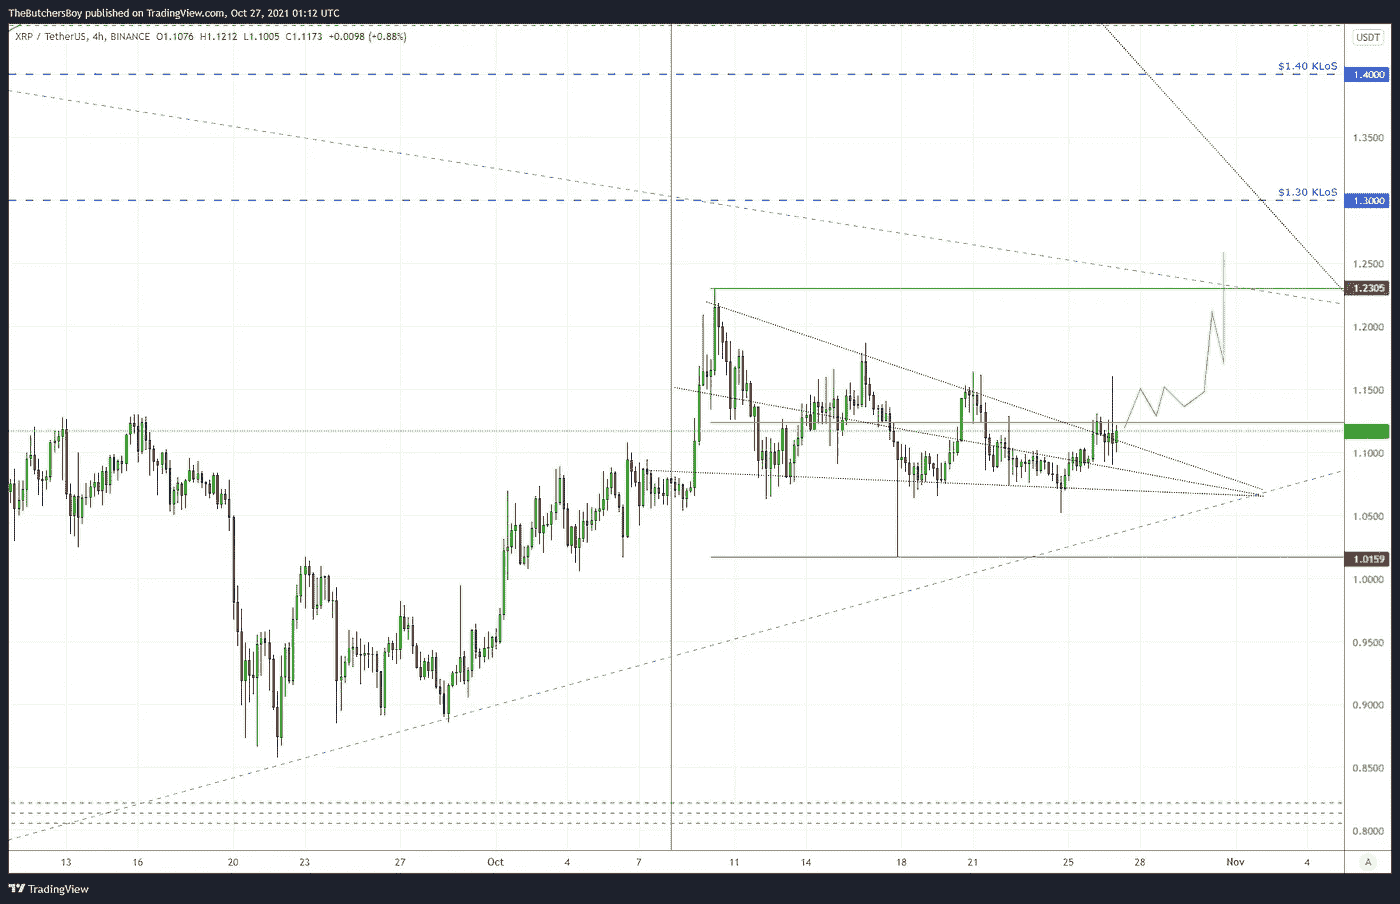 TheButchersBoy published on TradingView.com, Oct 27, 2021 01:12 UTC
XRP / TetherUS, 4h, BINANCE O1.1076 H1.1212 L1.1005 C1.1173 +0.0098 (+0.88%)
USDT
$1.40 KLoS
1.4000
1.3500
$1.30 KLoS
1.3000
1.2500
1.2305
1.2000
1.1500
1.1000
1.0500
1.0159
1.0000
0.9500
0.9000
0.8500
0.8000
13 16 20 23 27 Oct 4 7 11 14 18 21 25 28 Nov 4 A
TradingView